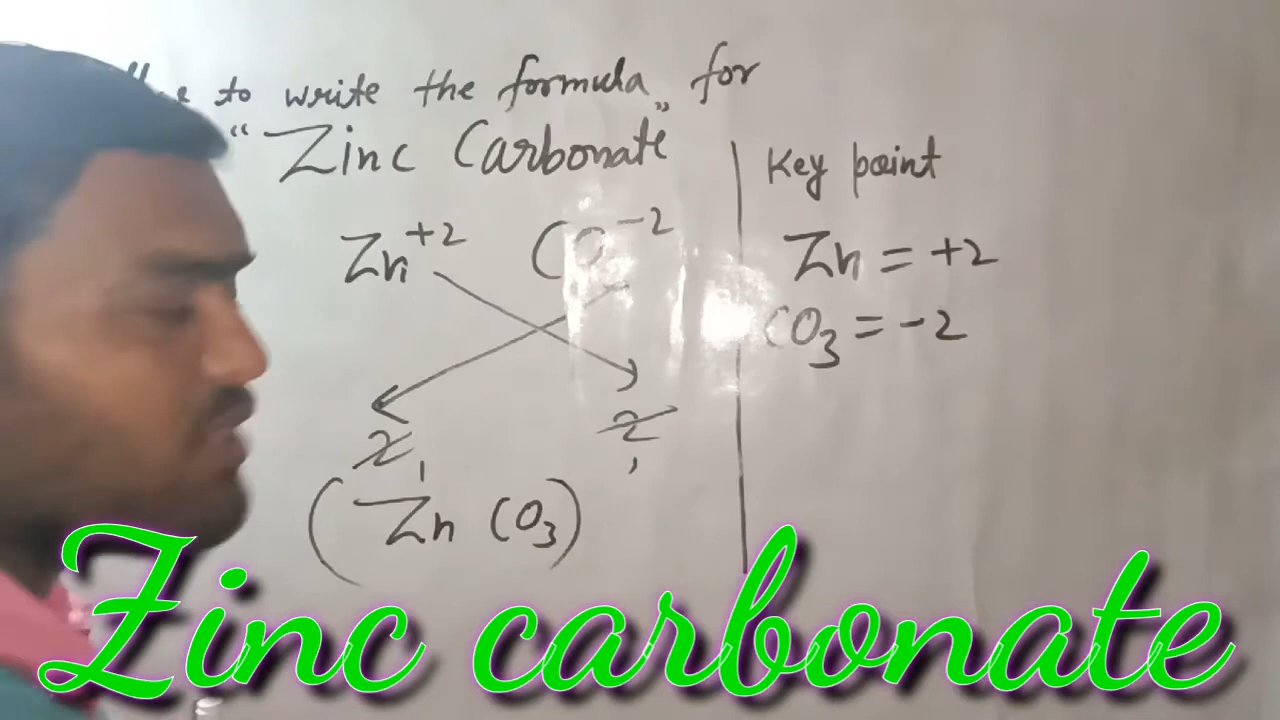 to write the formula for
"Zinc Carbonate"
Key point
Zn+2 CO-2
Zn = +2
CO3 = -2
2 2
1 1
(Zn CO3)
Zinc carbonate